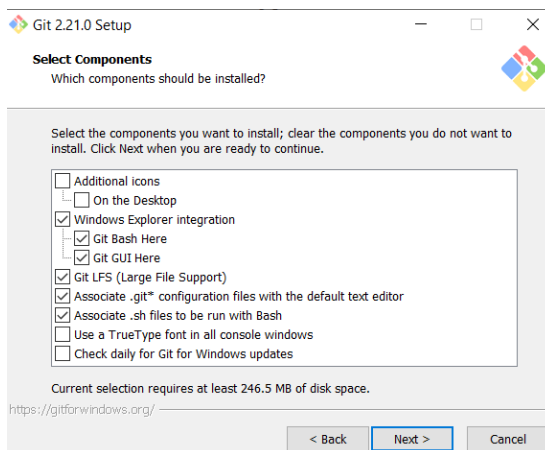 Git 2.21.0 Setup
Select Components
Which components should be installed?
Select the components you want to install; clear the components you do not want to
install. Click Next when you are ready to continue.
Additional icons
On the Desktop
Windows Explorer integration
Git Bash Here
Git GUI Here
Git LFS (Large File Support)
Associate .git* configuration files with the default text editor
Associate .sh files to be run with Bash
Use a TrueType font in all console windows
Check daily for Git for Windows updates
Current selection requires at least 246.5 MB of disk space.
https://gitforwindows.org/
< Back Next > Cancel